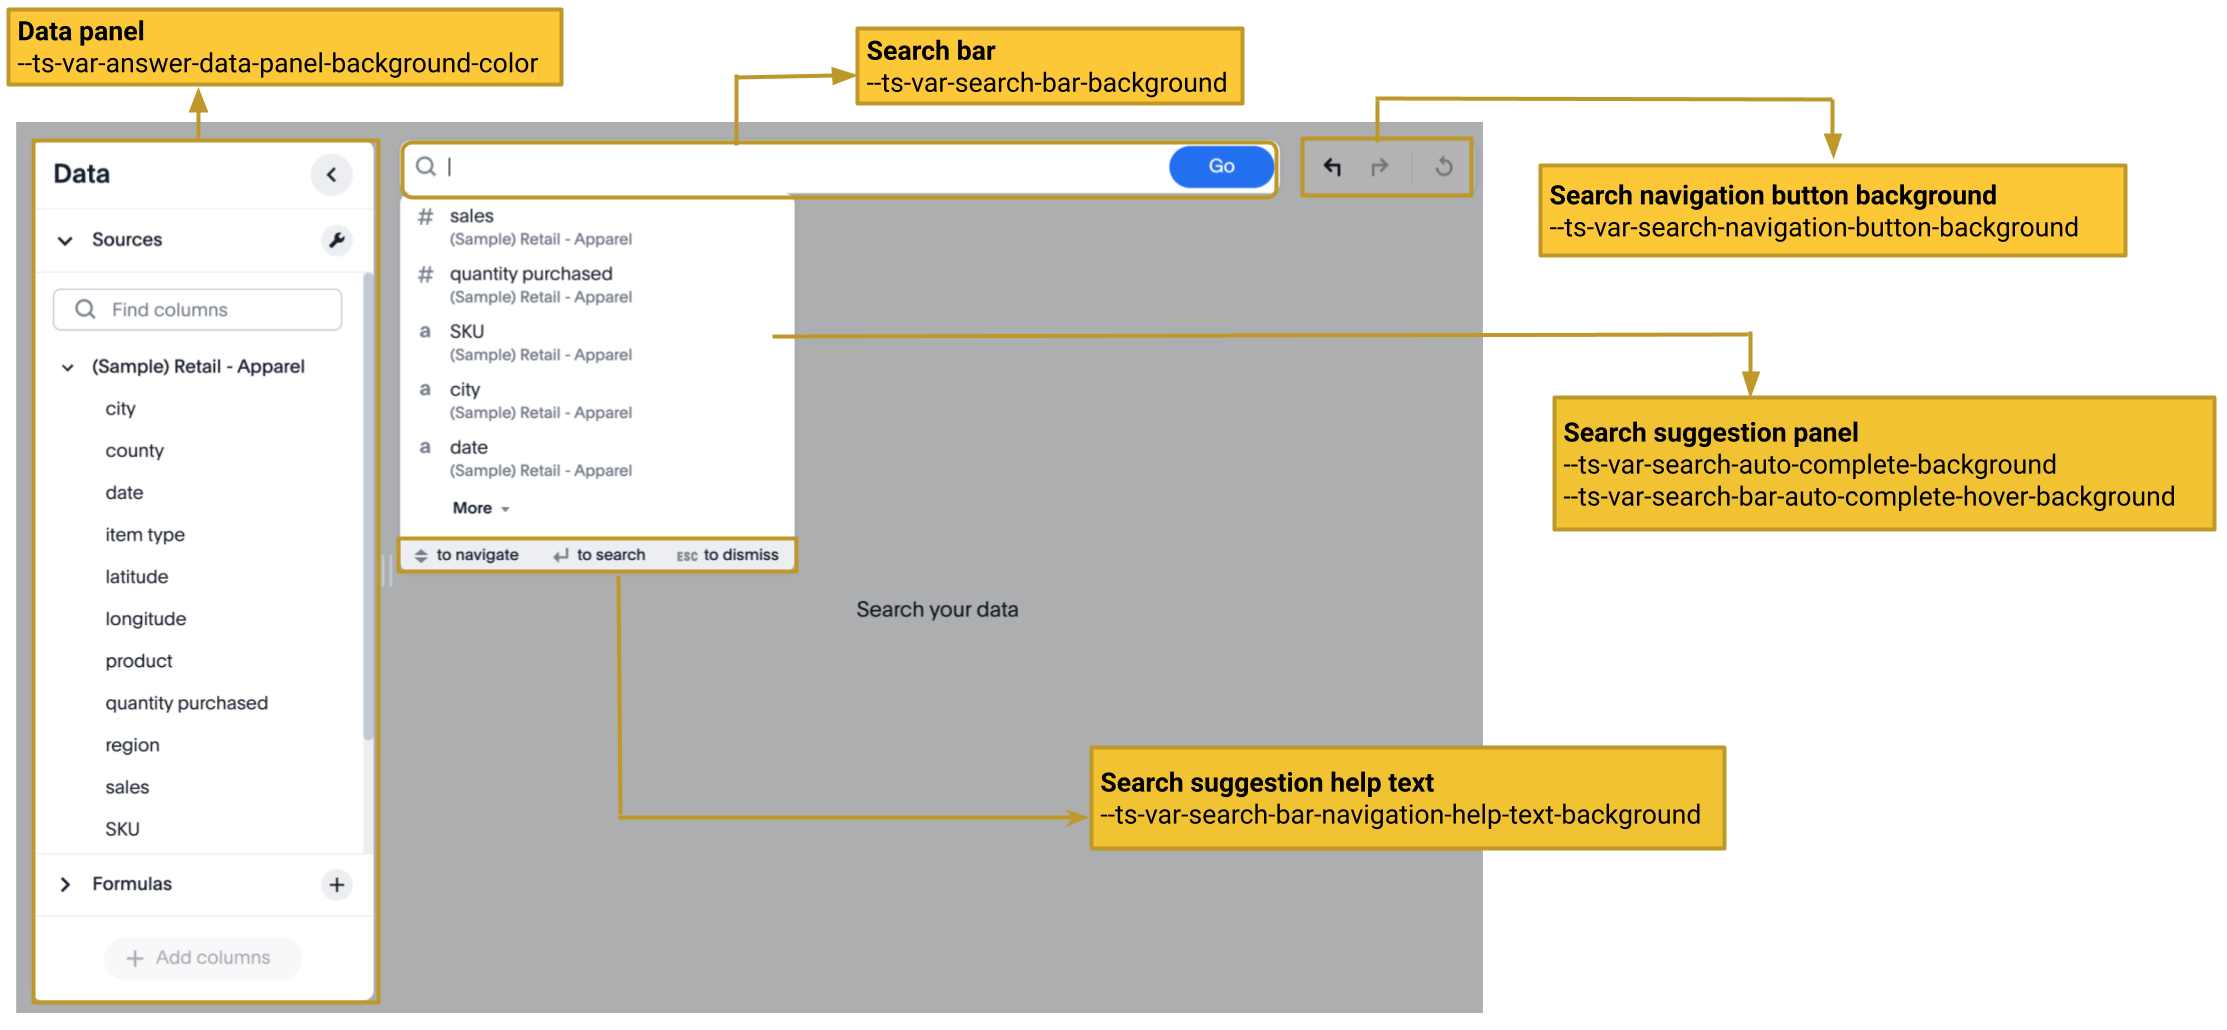 Data panel
--ts-var-answer-data-panel-background-color
Search bar
--ts-var-search-bar-background
Search navigation button background
--ts-var-search-navigation-button-background
Search suggestion panel
--ts-var-search-auto-complete-background
--ts-var-search-bar-auto-complete-hover-background
Search suggestion help text
--ts-var-search-bar-navigation-help-text-background
Data
Sources
Find columns
(Sample) Retail - Apparel
city
county
date
item type
latitude
longitude
product
quantity purchased
region
sales
SKU
Formulas
+
+ Add columns
Go
# sales
(Sample) Retail - Apparel
# quantity purchased
(Sample) Retail - Apparel
a SKU
(Sample) Retail - Apparel
a city
(Sample) Retail - Apparel
a date
(Sample) Retail - Apparel
More
to navigate to search ESC to dismiss
Search your data